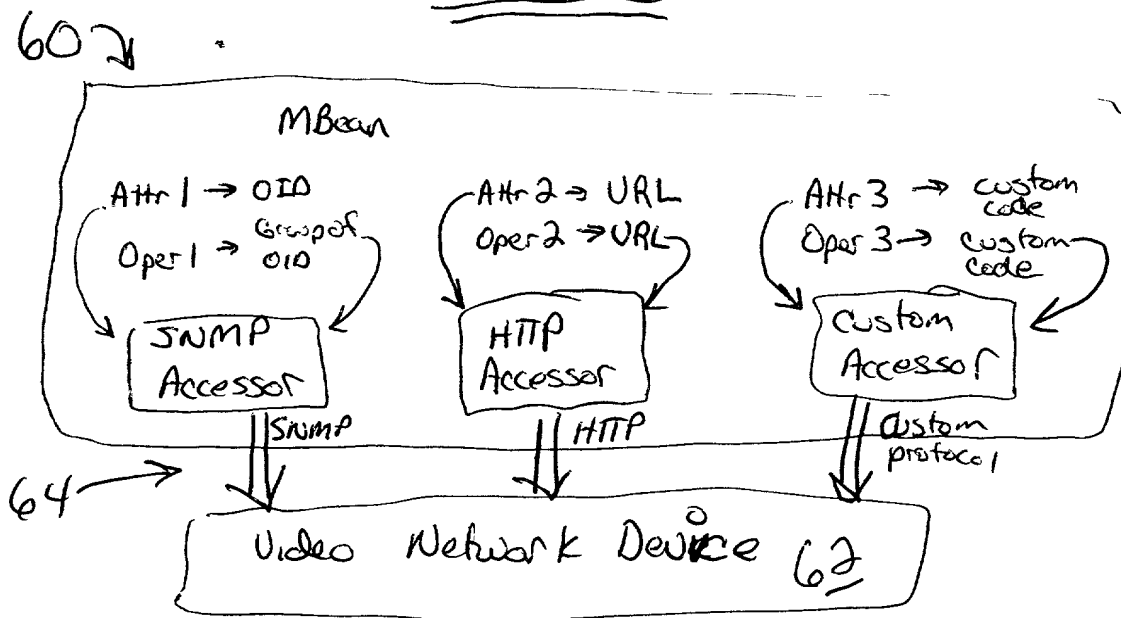 60
MBean
Attr 1 → OID
Oper 1 → Group of OID
Attr 2 → URL
Oper 2 → URL
Attr 3 → custom code
Oper 3 → custom code
SNMP
Accessor
HTTP
Accessor
Custom
Accessor
SNMP
HTTP
Custom
protocol
64
Video Network Device 62